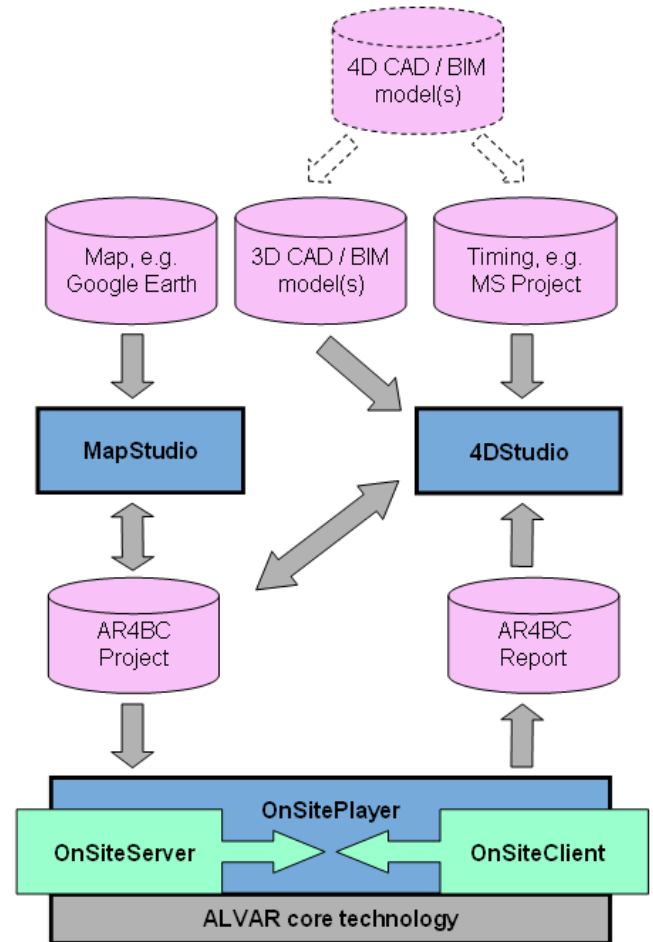 4D CAD / BIM
model(s)
Map, e.g.
Google Earth
3D CAD / BIM
model(s)
Timing, e.g.
MS Project
MapStudio
4DStudio
AR4BC
Project
AR4BC
Report
OnSitePlayer
OnSiteServer
OnSiteClient
ALVAR core technology